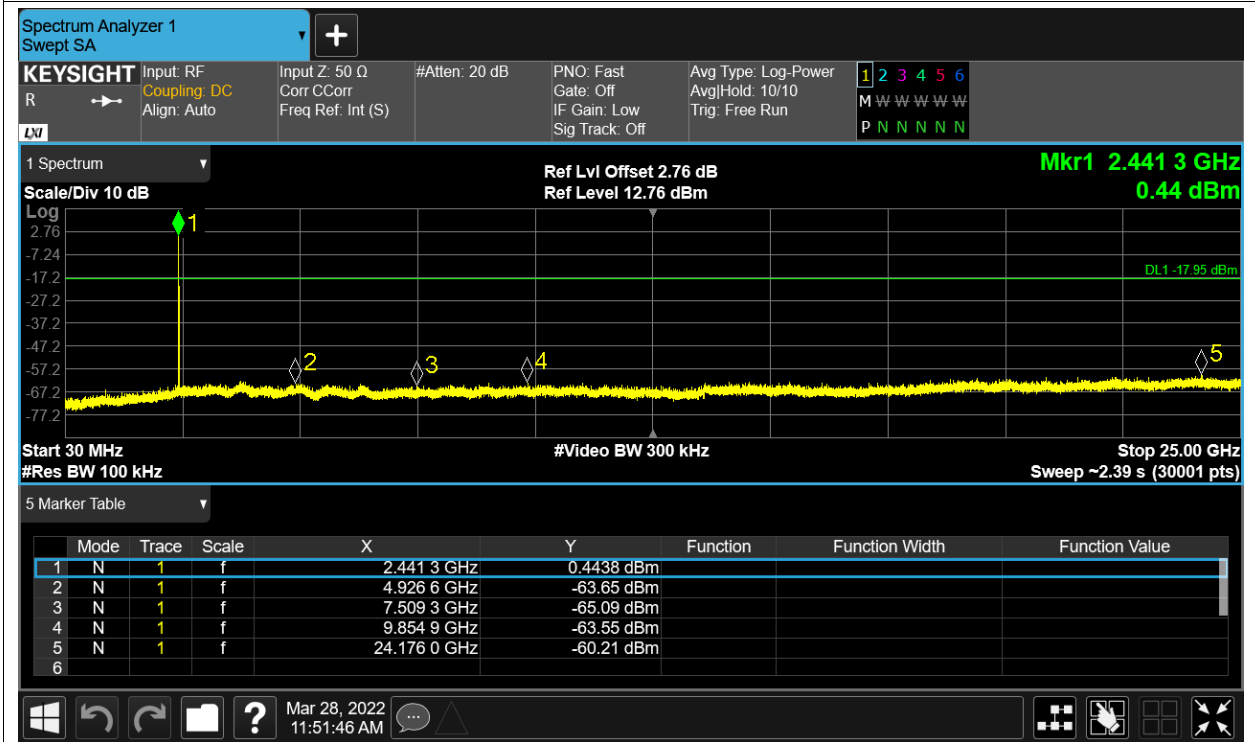 Spectrum Analyzer 1
Swept SA
+
KEYSIGHT Input: RF Input Z: 50 Ω #Atten: 20 dB PNO: Fast Avg Type: Log-Power 1 2 3 4 5 6
R Coupling: DC Corr CCorr Gate: Off Avg|Hold: 10/10 M W W W W W
Align: Auto Freq Ref: Int (S) IF Gain: Low Trig: Free Run
LXI Sig Track: Off P N N N N N
1 Spectrum Ref Lvl Offset 2.76 dB Mkr1 2.441 3 GHz
Scale/Div 10 dB Ref Level 12.76 dBm 0.44 dBm
Log
1
2.76
-7.24
DL1 -17.95 dBm
-17.2
-27.2
-37.2
-47.2
2 3 4 5
-57.2
-67.2
-77.2
Start 30 MHz #Video BW 300 kHz Stop 25.00 GHz
#Res BW 100 kHz Sweep ~2.39 s (30001 pts)
5 Marker Table
Mode Trace Scale X Y Function Function Width Function Value
1 N 1 f 2.441 3 GHz 0.4438 dBm
2 N 1 f 4.926 6 GHz -63.65 dBm
3 N 1 f 7.509 3 GHz -65.09 dBm
4 N 1 f 9.854 9 GHz -63.55 dBm
5 N 1 f 24.176 0 GHz -60.21 dBm
6
? Mar 28, 2022
11:51:46 AM